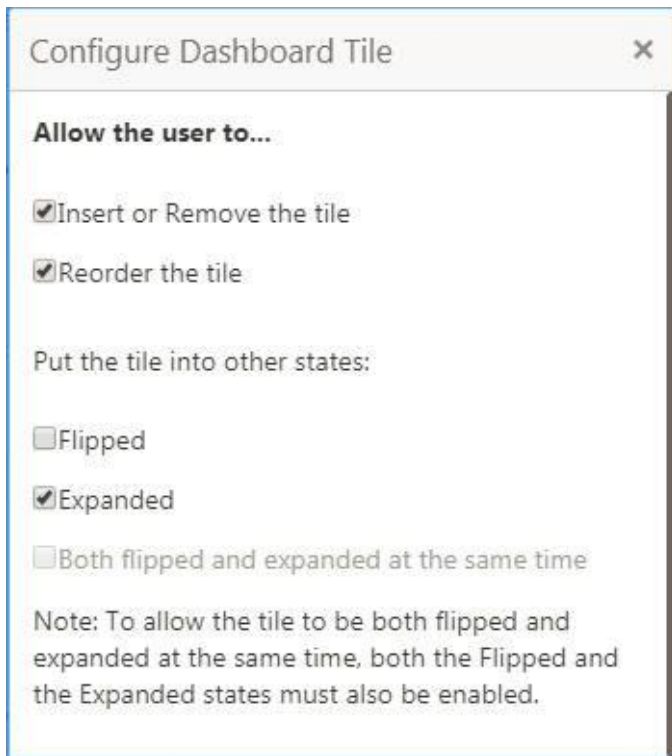 Configure Dashboard Tile
Allow the user to...
Insert or Remove the tile
Reorder the tile
Put the tile into other states:
Flipped
Expanded
Both flipped and expanded at the same time
Note: To allow the tile to be both flipped and
expanded at the same time, both the Flipped and
the Expanded states must also be enabled.